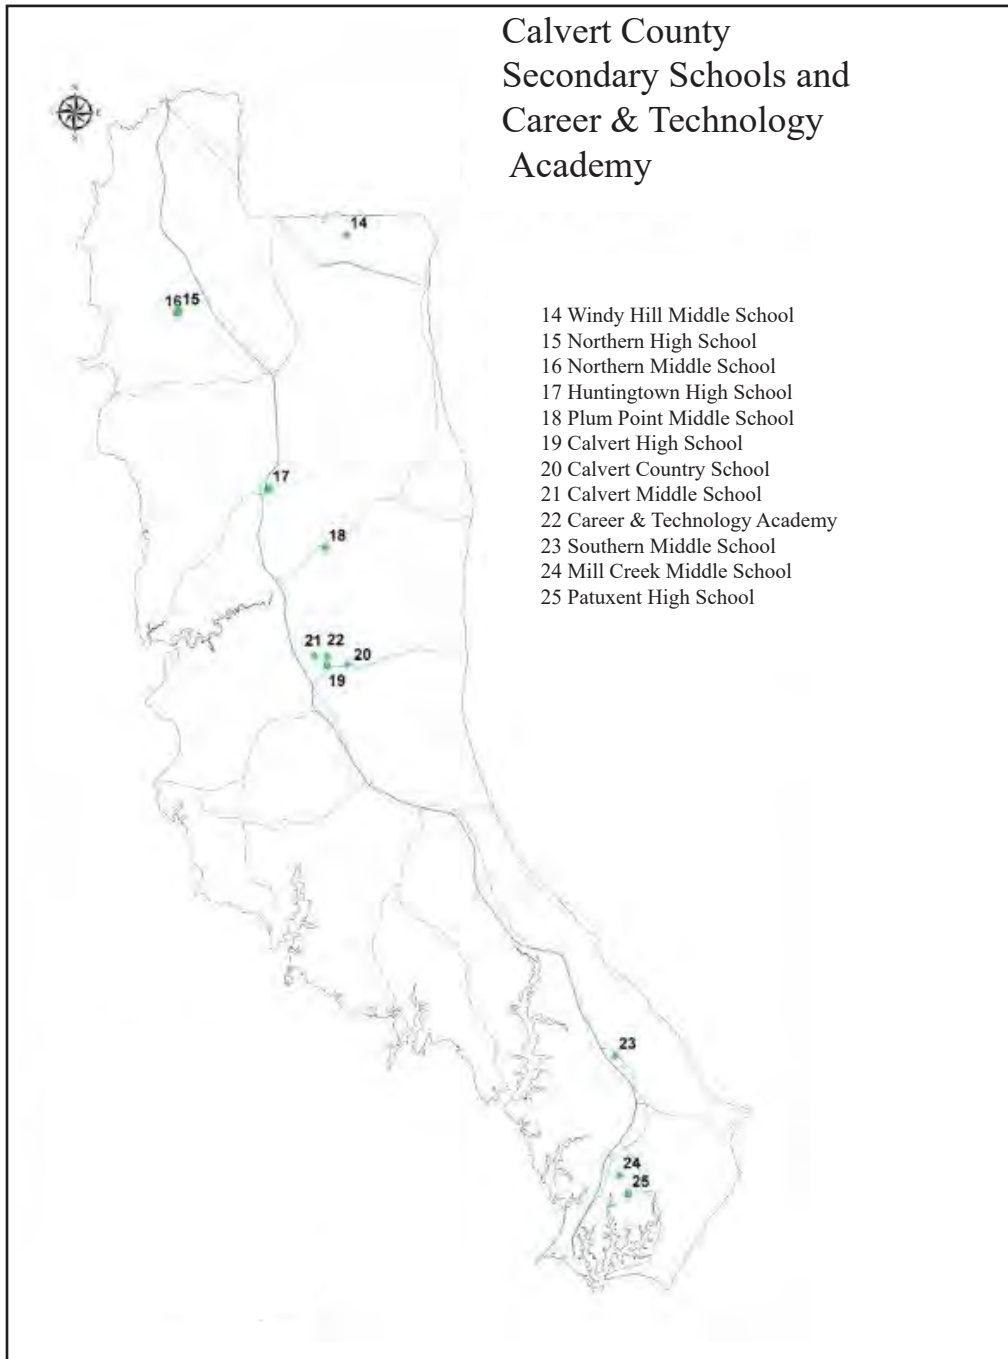 Calvert County
Secondary Schools and
Career & Technology
Academy
N
E
S
14
16 15
17
18
21 22
20
19
23
24
25
14 Windy Hill Middle School
15 Northern High School
16 Northern Middle School
17 Huntingtown High School
18 Plum Point Middle School
19 Calvert High School
20 Calvert Country School
21 Calvert Middle School
22 Career & Technology Academy
23 Southern Middle School
24 Mill Creek Middle School
25 Patuxent High School